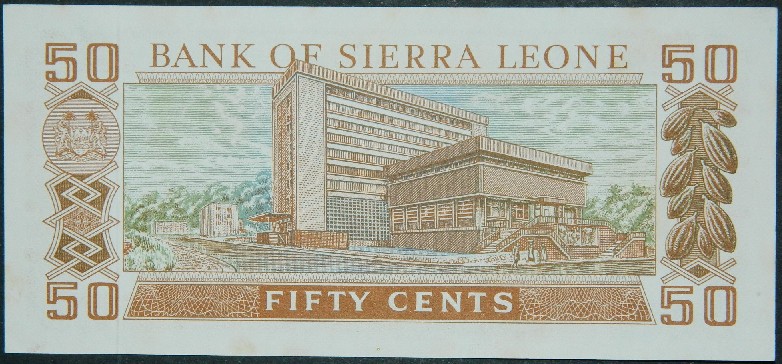 50 BANK OF SIERRA LEONE 50
50 FIFTY CENTS 50